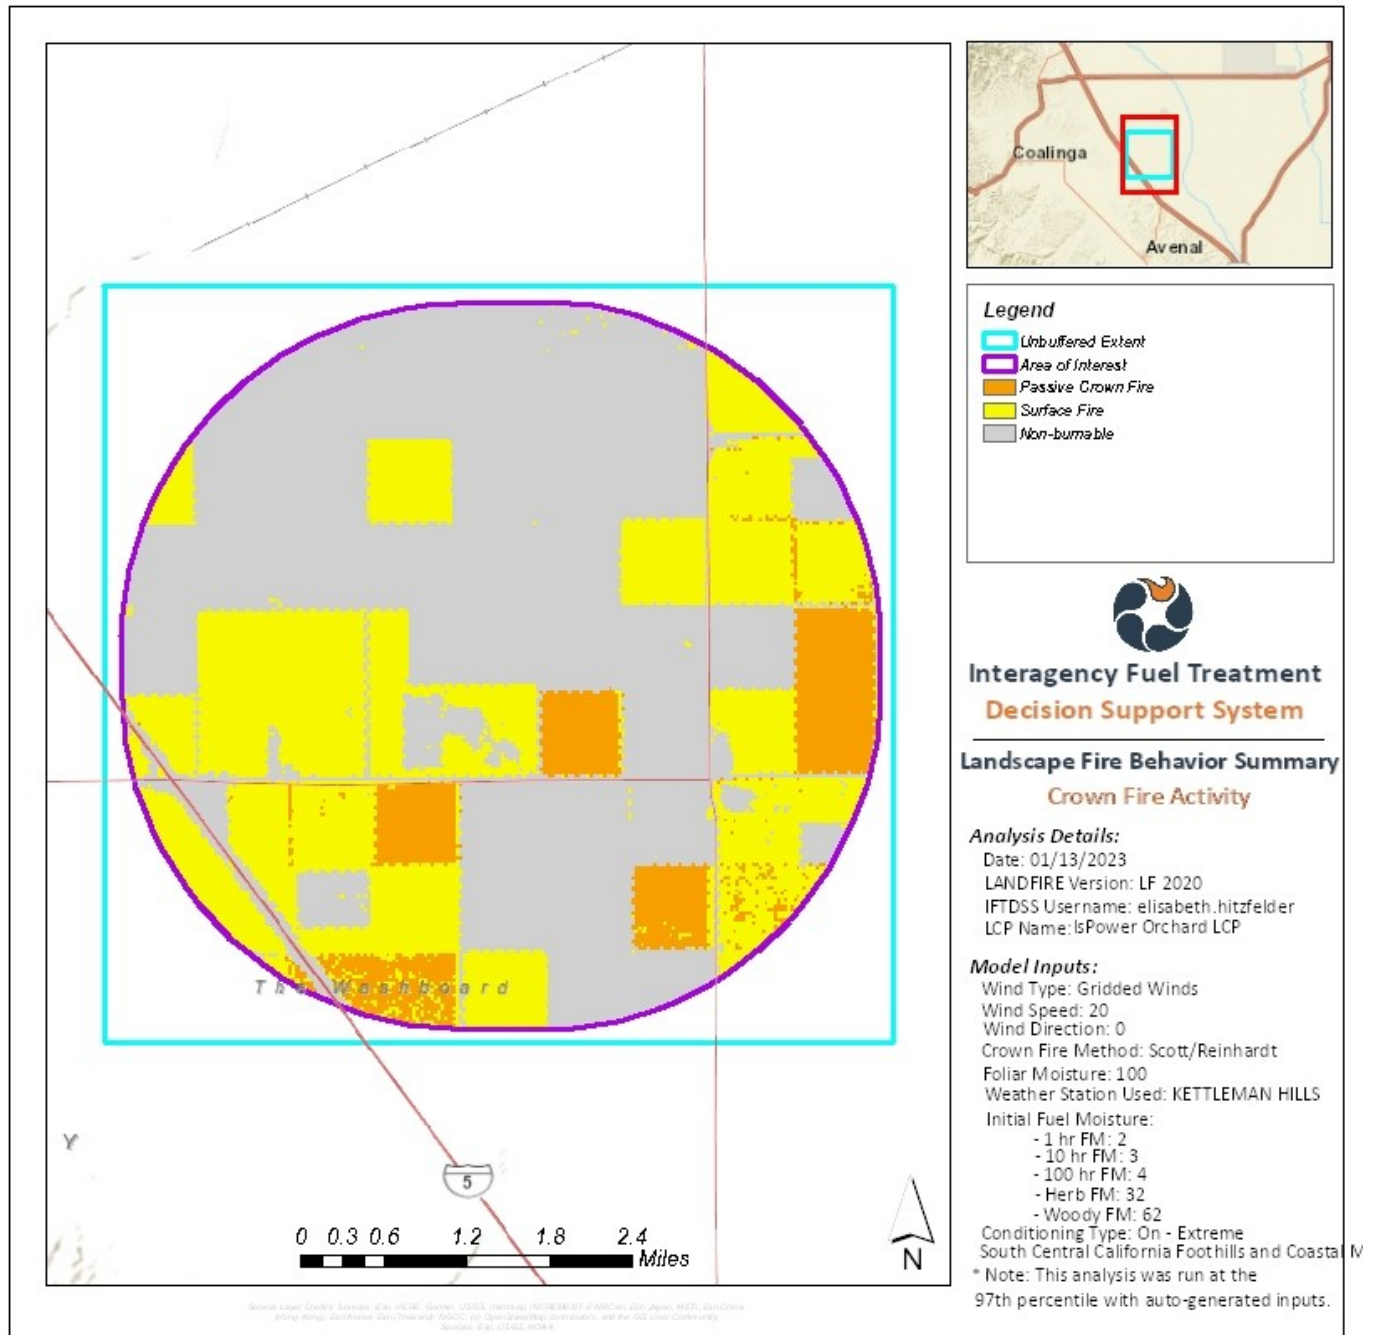 Coalinga
Avenal
Legend
Unbuffered Extent
Area of Interest
Passive Crown Fire
Surface Fire
Non-burnable
Interagency Fuel Treatment
Decision Support System
Landscape Fire Behavior Summary
Crown Fire Activity
Analysis Details:
Date: 01/13/2023
LANDFIRE Version: LF 2020
IFTDSS Username: elisabeth.hitzfelder
LCP Name: IsPower Orchard LCP
Model Inputs:
Wind Type: Gridded Winds
Wind Speed: 20
Wind Direction: 0
Crown Fire Method: Scott/Reinhardt
Foliar Moisture: 100
Weather Station Used: KETTLEMAN HILLS
Initial Fuel Moisture:
- 1 hr FM: 2
- 10 hr FM: 3
- 100 hr FM: 4
- Herb FM: 32
- Woody FM: 62
Conditioning Type: On - Extreme
South Central California Foothills and Coastal M
* Note: This analysis was run at the
97th percentile with auto-generated inputs.
The Washboard
5
0 0.3 0.6 1.2 1.8 2.4
Miles
N